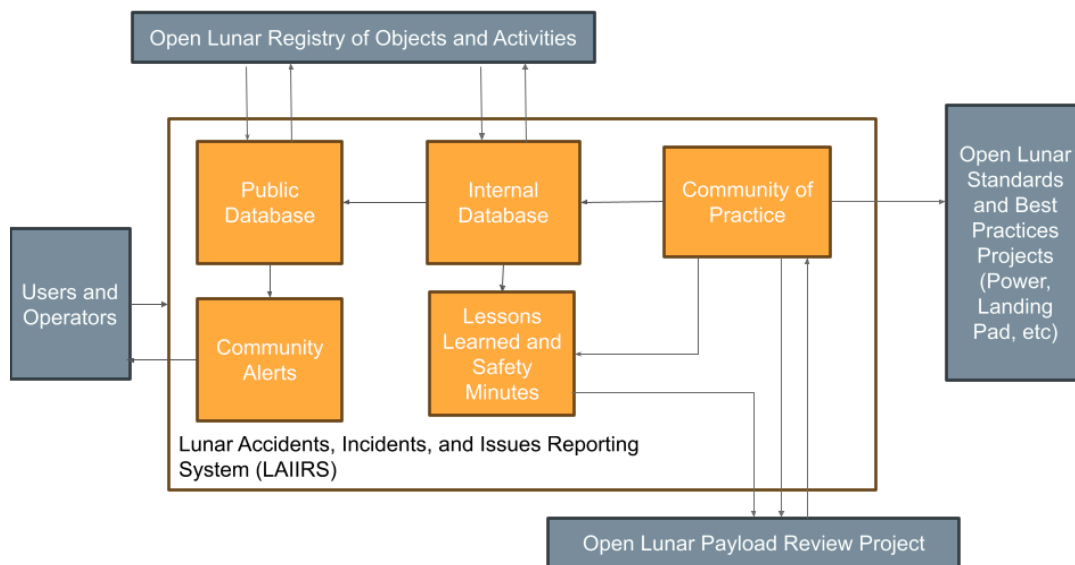 Open Lunar Registry of Objects and Activities
Public
Database
Internal
Database
Community of
Practice
Open Lunar
Standards
and Best
Practices
Projects
(Power,
Landing
Pad, etc)
Users and
Operators
Community
Alerts
Lessons
Learned and
Safety
Minutes
Lunar Accidents, Incidents, and Issues Reporting
System (LAIIRS)
Open Lunar Payload Review Project